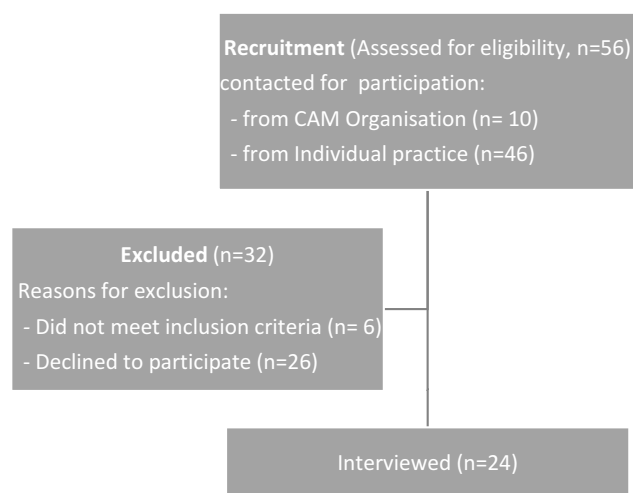 Recruitment (Assessed for eligibility, n=56)
contacted for participation:
- from CAM Organisation (n= 10)
- from Individual practice (n=46)
Excluded (n=32)
Reasons for exclusion:
- Did not meet inclusion criteria (n= 6)
- Declined to participate (n=26)
Interviewed (n=24)